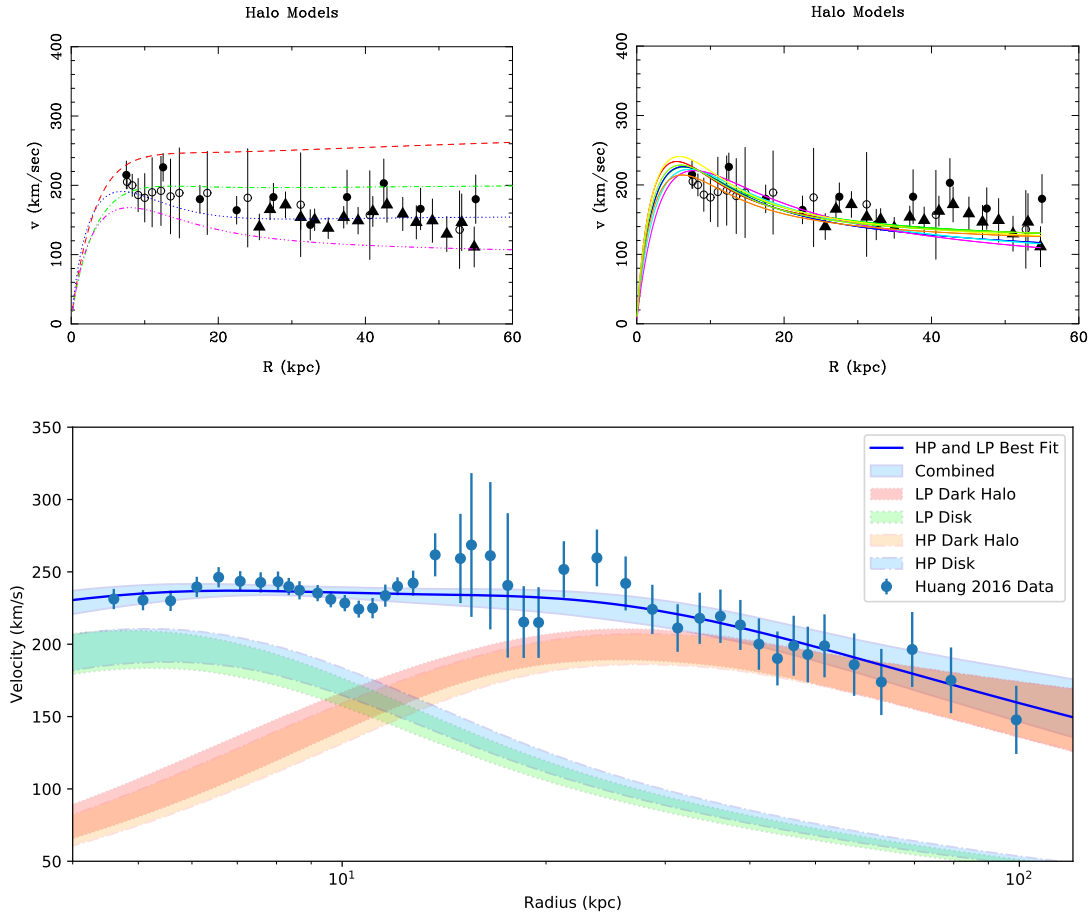 Halo Models
400
300
200
100
0
v (km/sec)
0
20
40
60
R (kpc)
Halo Models
400
300
200
100
0
v (km/sec)
0
20
40
60
R (kpc)
350
300
250
200
150
100
50
Velocity (km/s)
HP and LP Best Fit
Combined
LP Dark Halo
LP Disk
HP Dark Halo
HP Disk
Huang 2016 Data
10¹
10²
Radius (kpc)